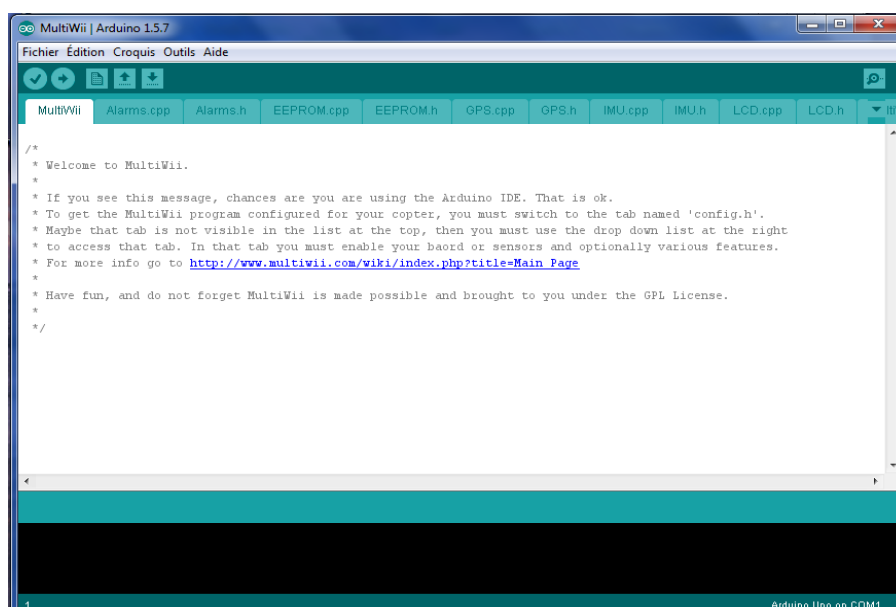 MultiWii | Arduino 1.5.7
Fichier Édition Croquis Outils Aide
MultiWii Alarms.cpp Alarms.h EEPROM.cpp EEPROM.h GPS.cpp GPS.h IMU.cpp IMU.h LCD.cpp LCD.h
/*
* Welcome to MultiWii.
*
* If you see this message, chances are you are using the Arduino IDE. That is ok.
* To get the MultiWii program configured for your copter, you must switch to the tab named 'config.h'.
* Maybe that tab is not visible in the list at the top, then you must use the drop down list at the right
* to access that tab. In that tab you must enable your baord or sensors and optionally various features.
* For more info go to http://www.multiwii.com/wiki/index.php?title=Main_Page
*
* Have fun, and do not forget MultiWii is made possible and brought to you under the GPL License.
*
*/
1 Arduino Uno on COM1